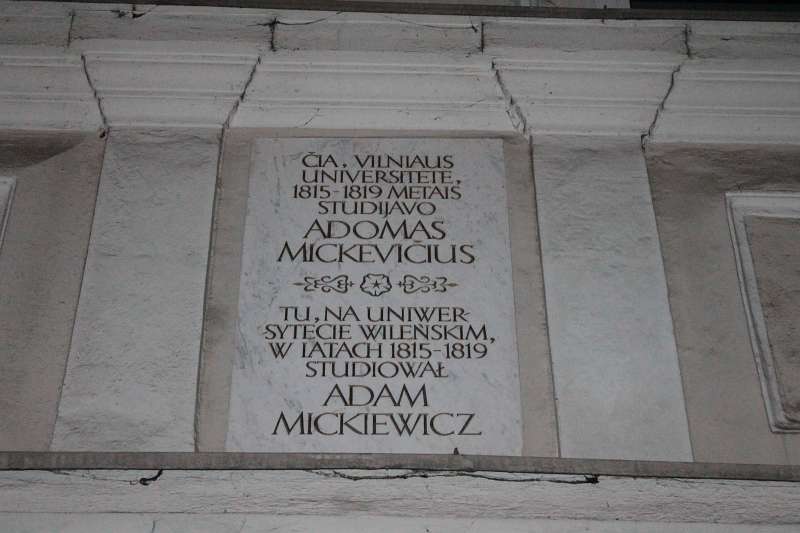 ČIA, VILNIAUS
UNIVERSITETE,
1815-1819 METAIS
STUDIJAVO
ADOMAS
MICKEVIČIUS
TU, NA UNIWER-
SYTECIE WILEŃSKIM,
W LATACH 1815-1819
STUDIOWAŁ
ADAM
MICKIEWICZ